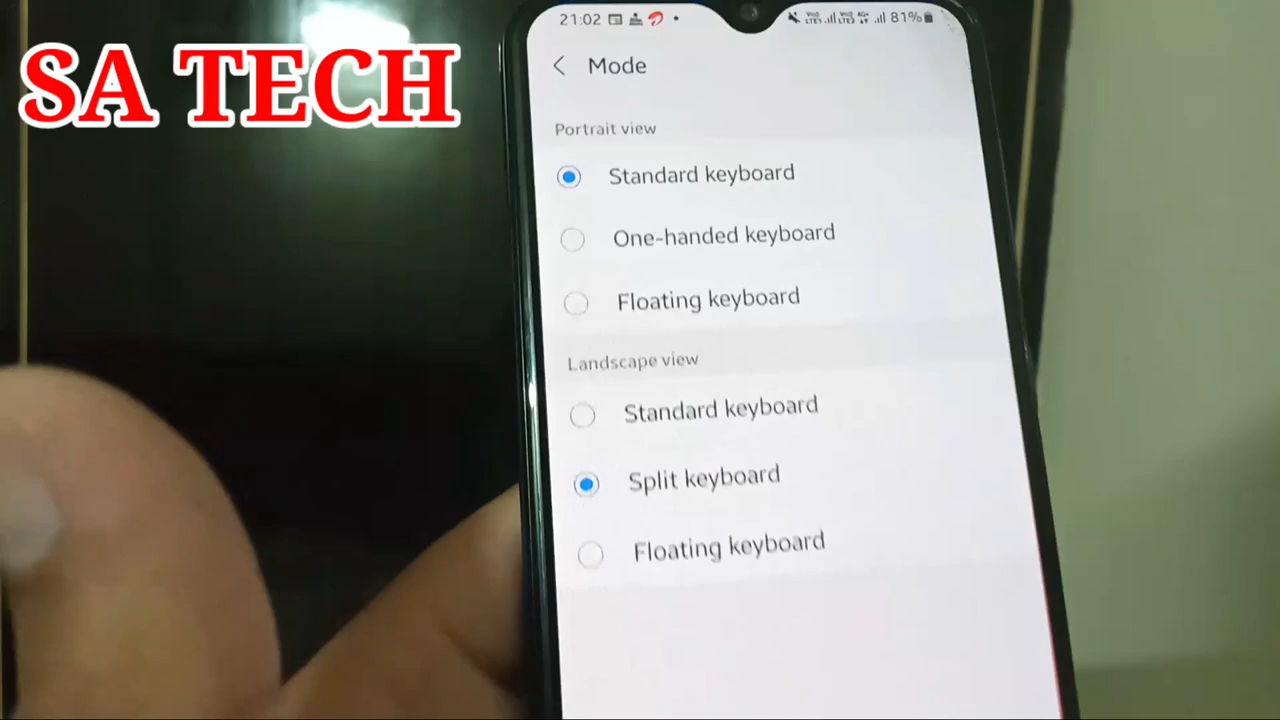 SA TECH
21:02 81%
Mode
Portrait view
Standard keyboard
One-handed keyboard
Floating keyboard
Landscape view
Standard keyboard
Split keyboard
Floating keyboard